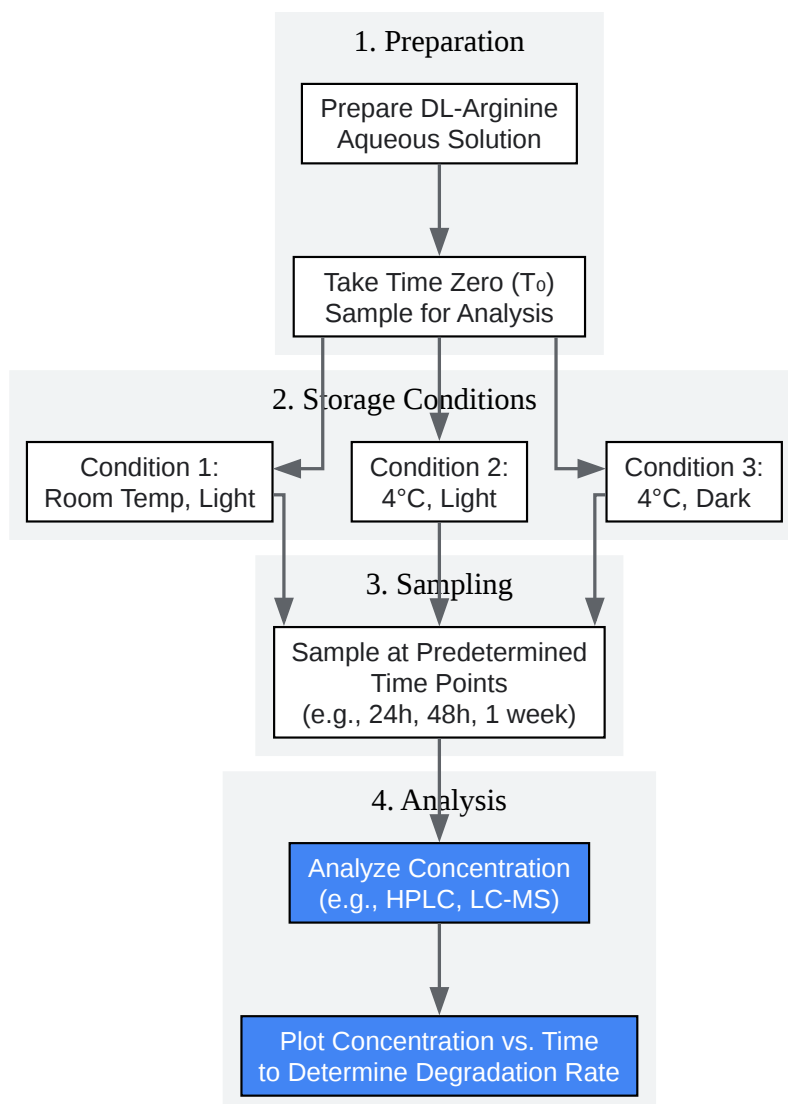 1. Preparation
Prepare DL-Arginine
Aqueous Solution
Take Time Zero (T₀)
Sample for Analysis
2. Storage Conditions
Condition 1:
Room Temp, Light
Condition 2:
4°C, Light
Condition 3:
4°C, Dark
3. Sampling
Sample at Predetermined
Time Points
(e.g., 24h, 48h, 1 week)
4. Analysis
Analyze Concentration
(e.g., HPLC, LC-MS)
Plot Concentration vs. Time
to Determine Degradation Rate